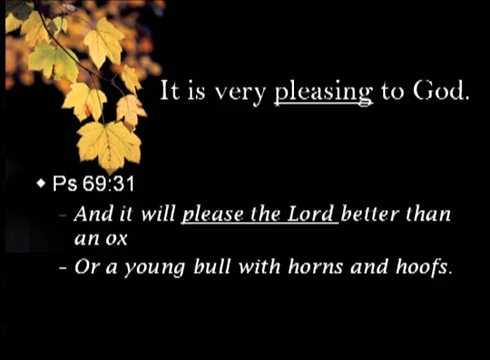 It is very pleasing to God.
◆ Ps 69:31
– And it will please the Lord better than
an ox
– Or a young bull with horns and hoofs.